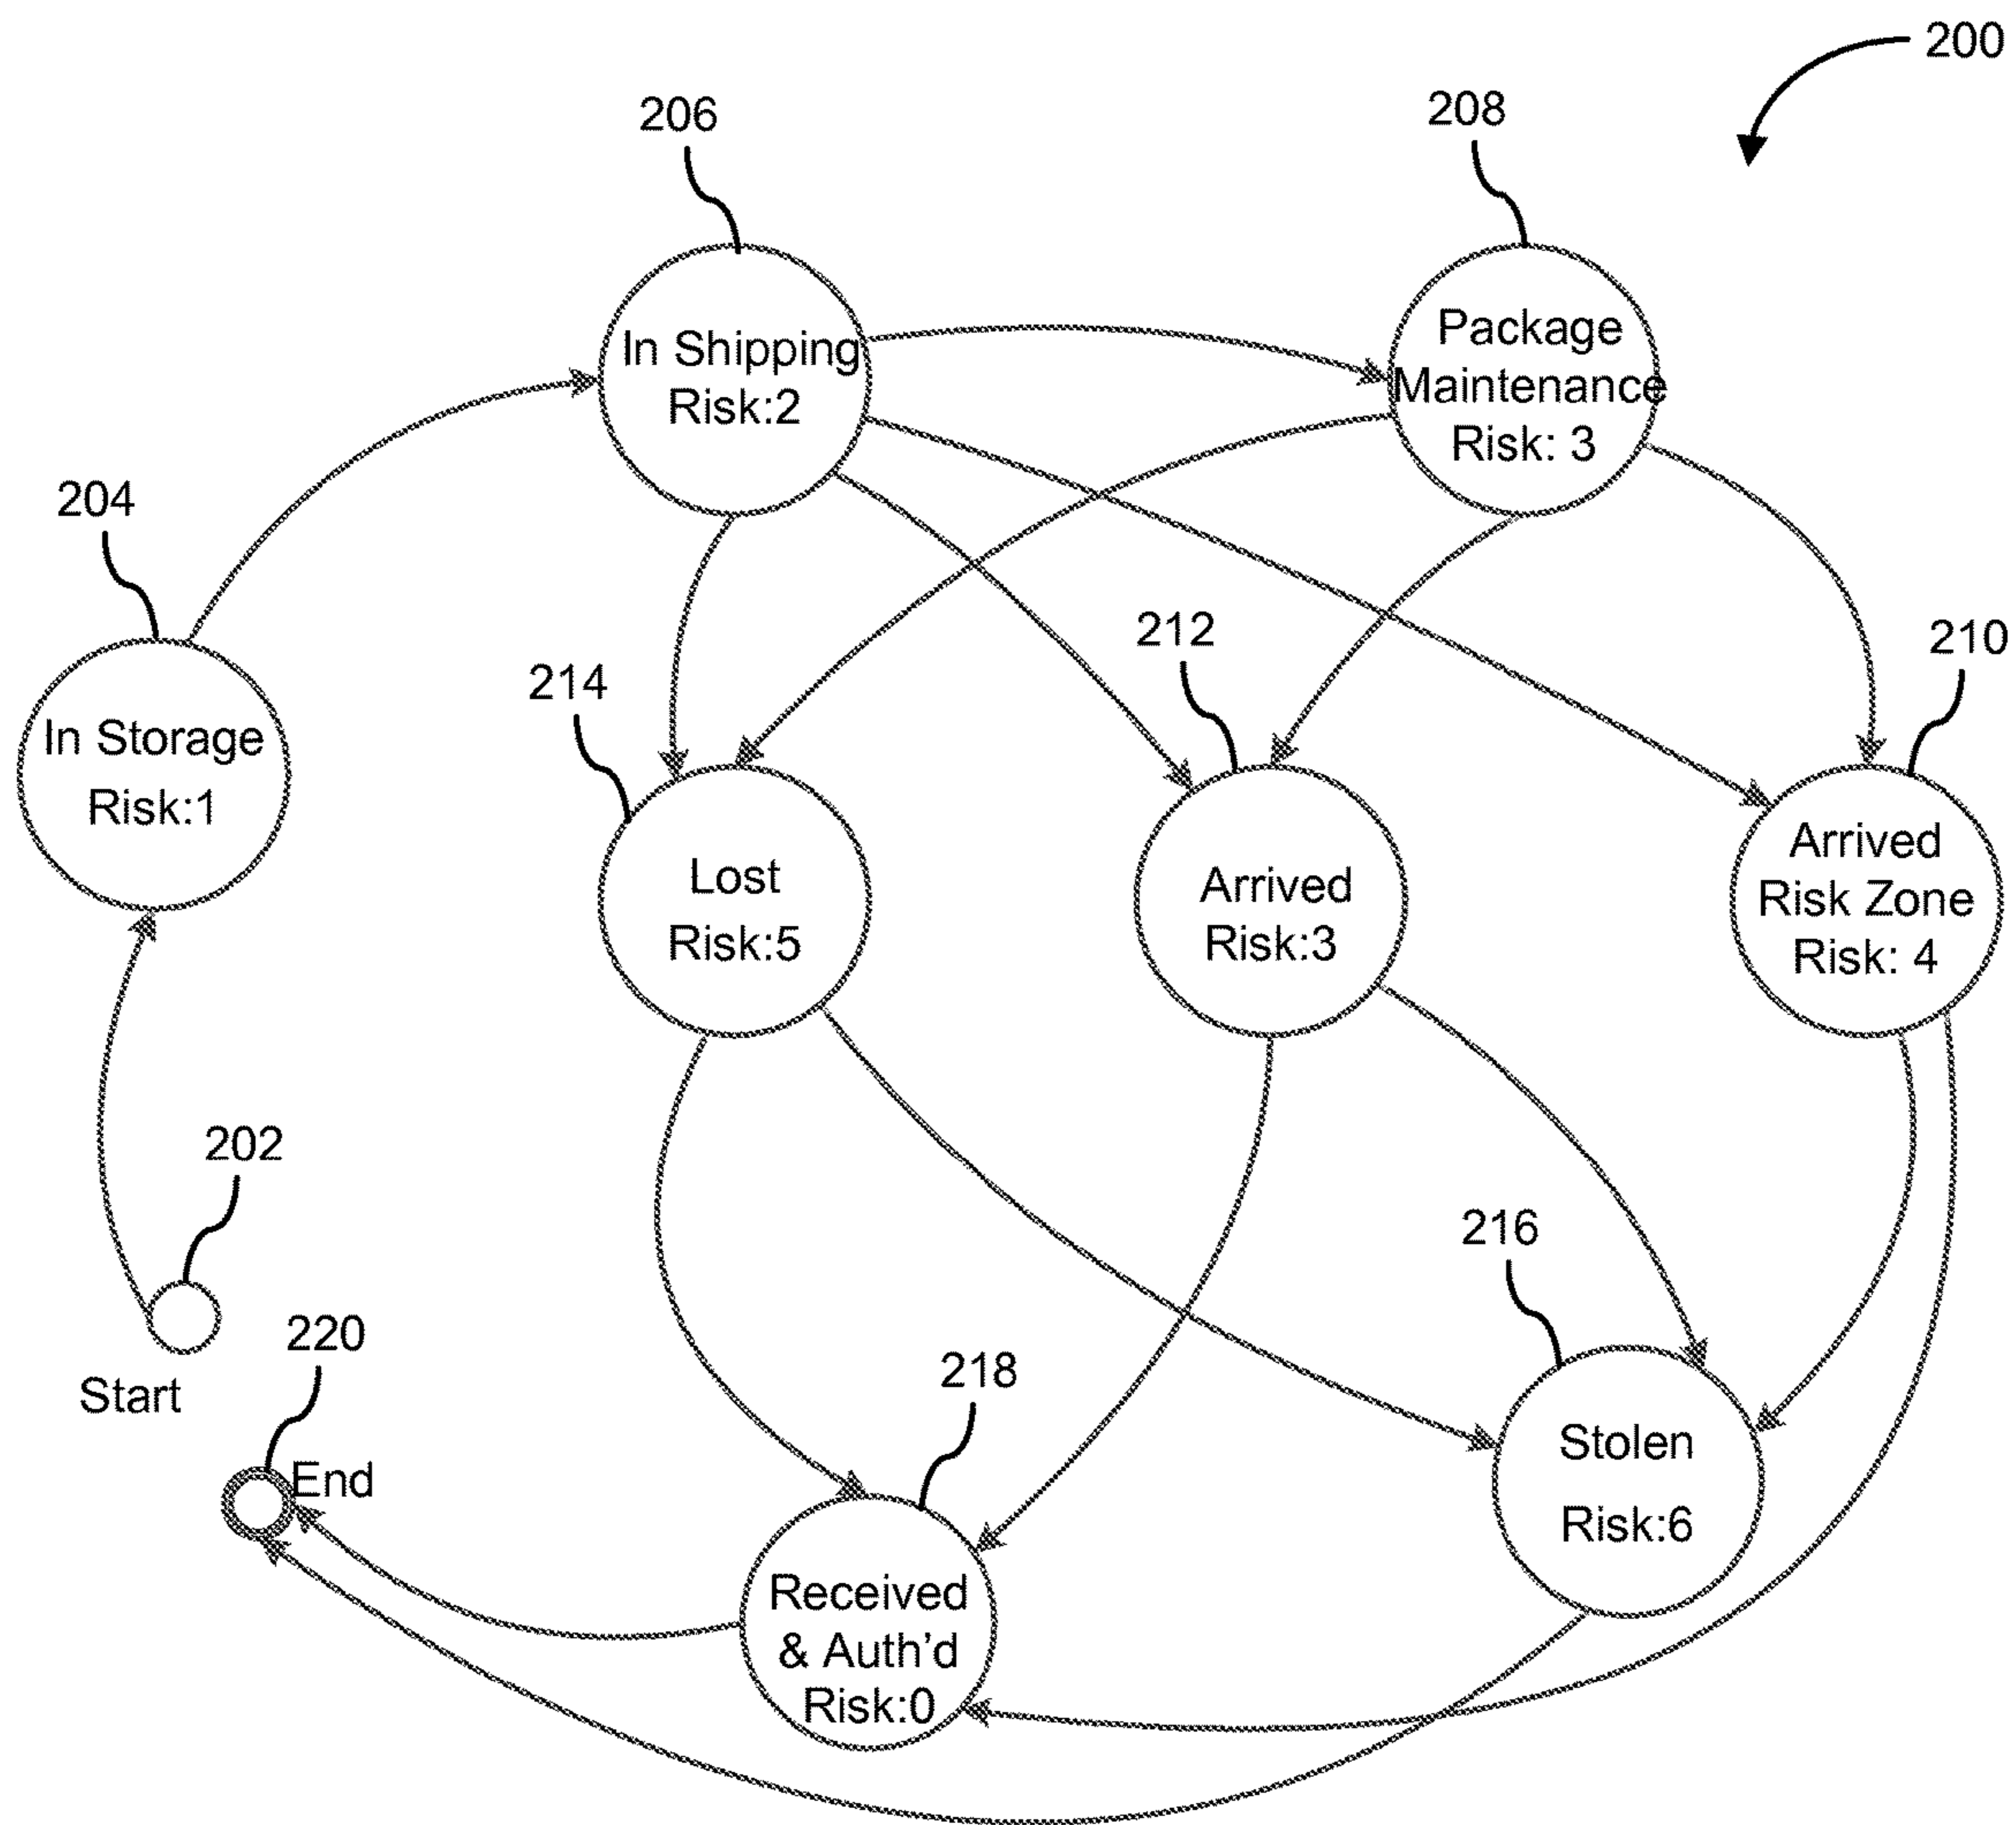 200
206
208
In Shipping
Risk:2
Package
Maintenance
Risk: 3
204
In Storage
Risk:1
214
212
210
Lost
Risk:5
Arrived
Risk:3
Arrived
Risk Zone
Risk: 4
202
Start
220
End
218
216
Stolen
Risk:6
Received
& Auth'd
Risk:0